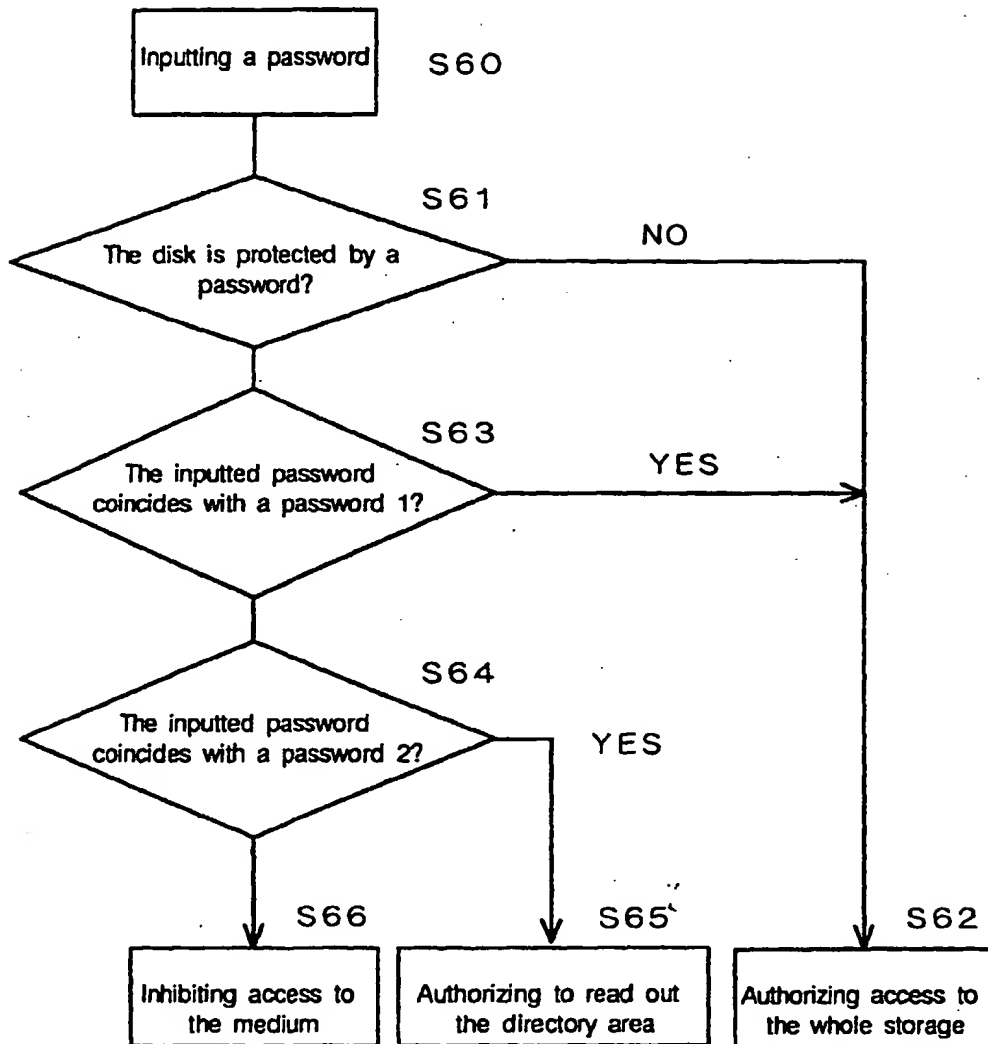 Inputting a password
S60
S61
The disk is protected by a
password?
NO
S63
The inputted password
coincides with a password 1?
YES
S64
The inputted password
coincides with a password 2?
YES
S66
Inhibiting access to
the medium
S65
Authorizing to read out
the directory area
S62
Authorizing access to
the whole storage